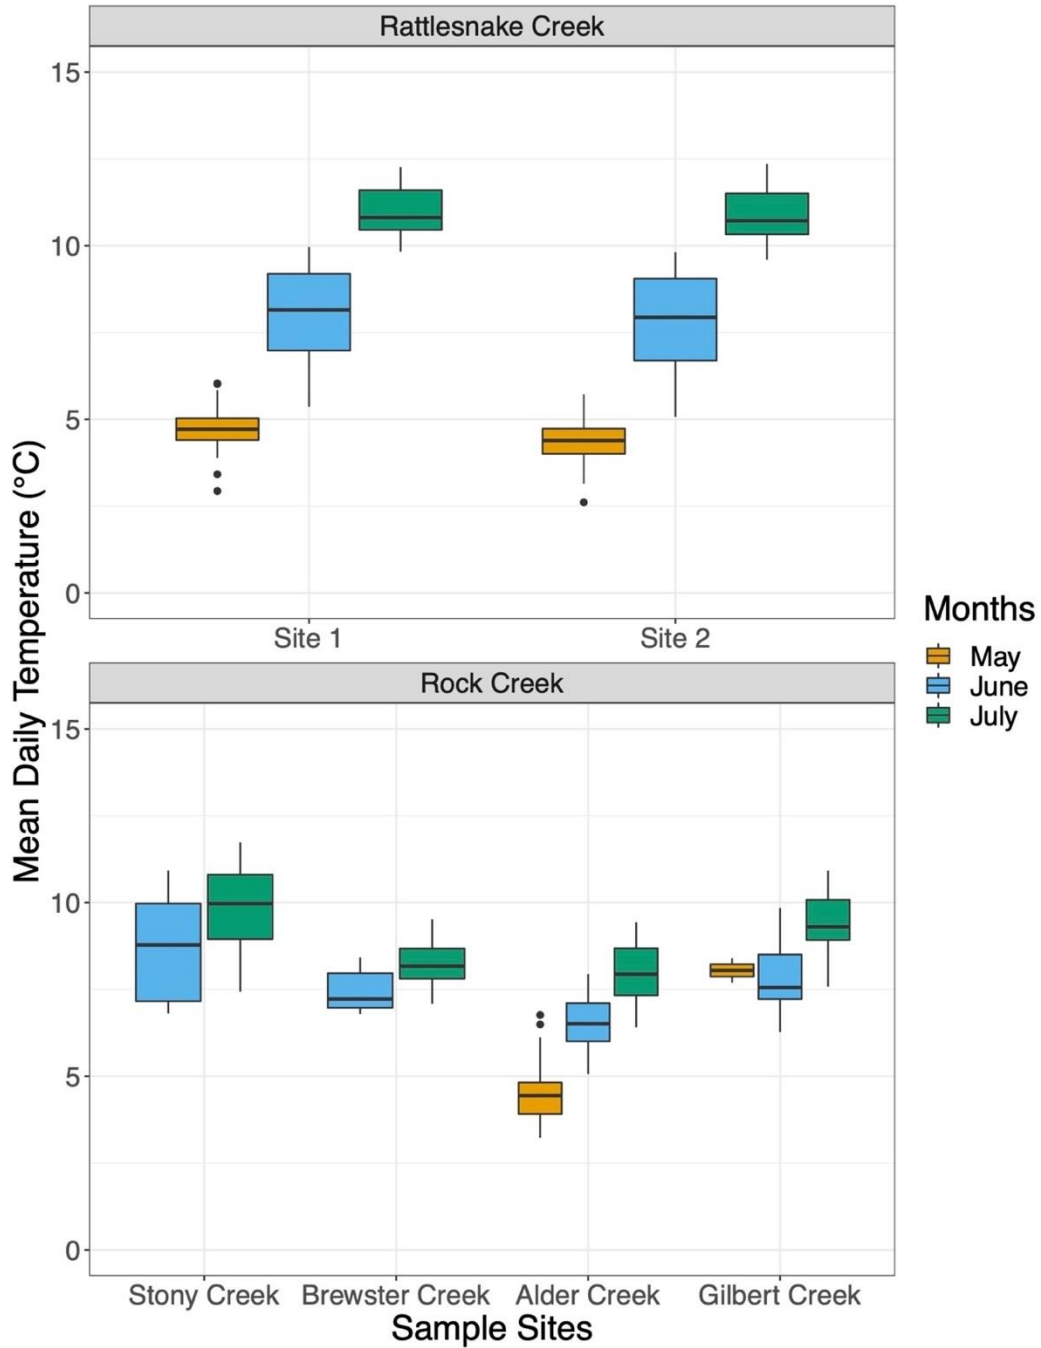 Rattlesnake Creek
15
10
5
0
Site 1 Site 2
Mean Daily Temperature (°C)
Months
May
June
July
Rock Creek
15
10
5
0
Stony Creek Brewster Creek Alder Creek Gilbert Creek
Sample Sites